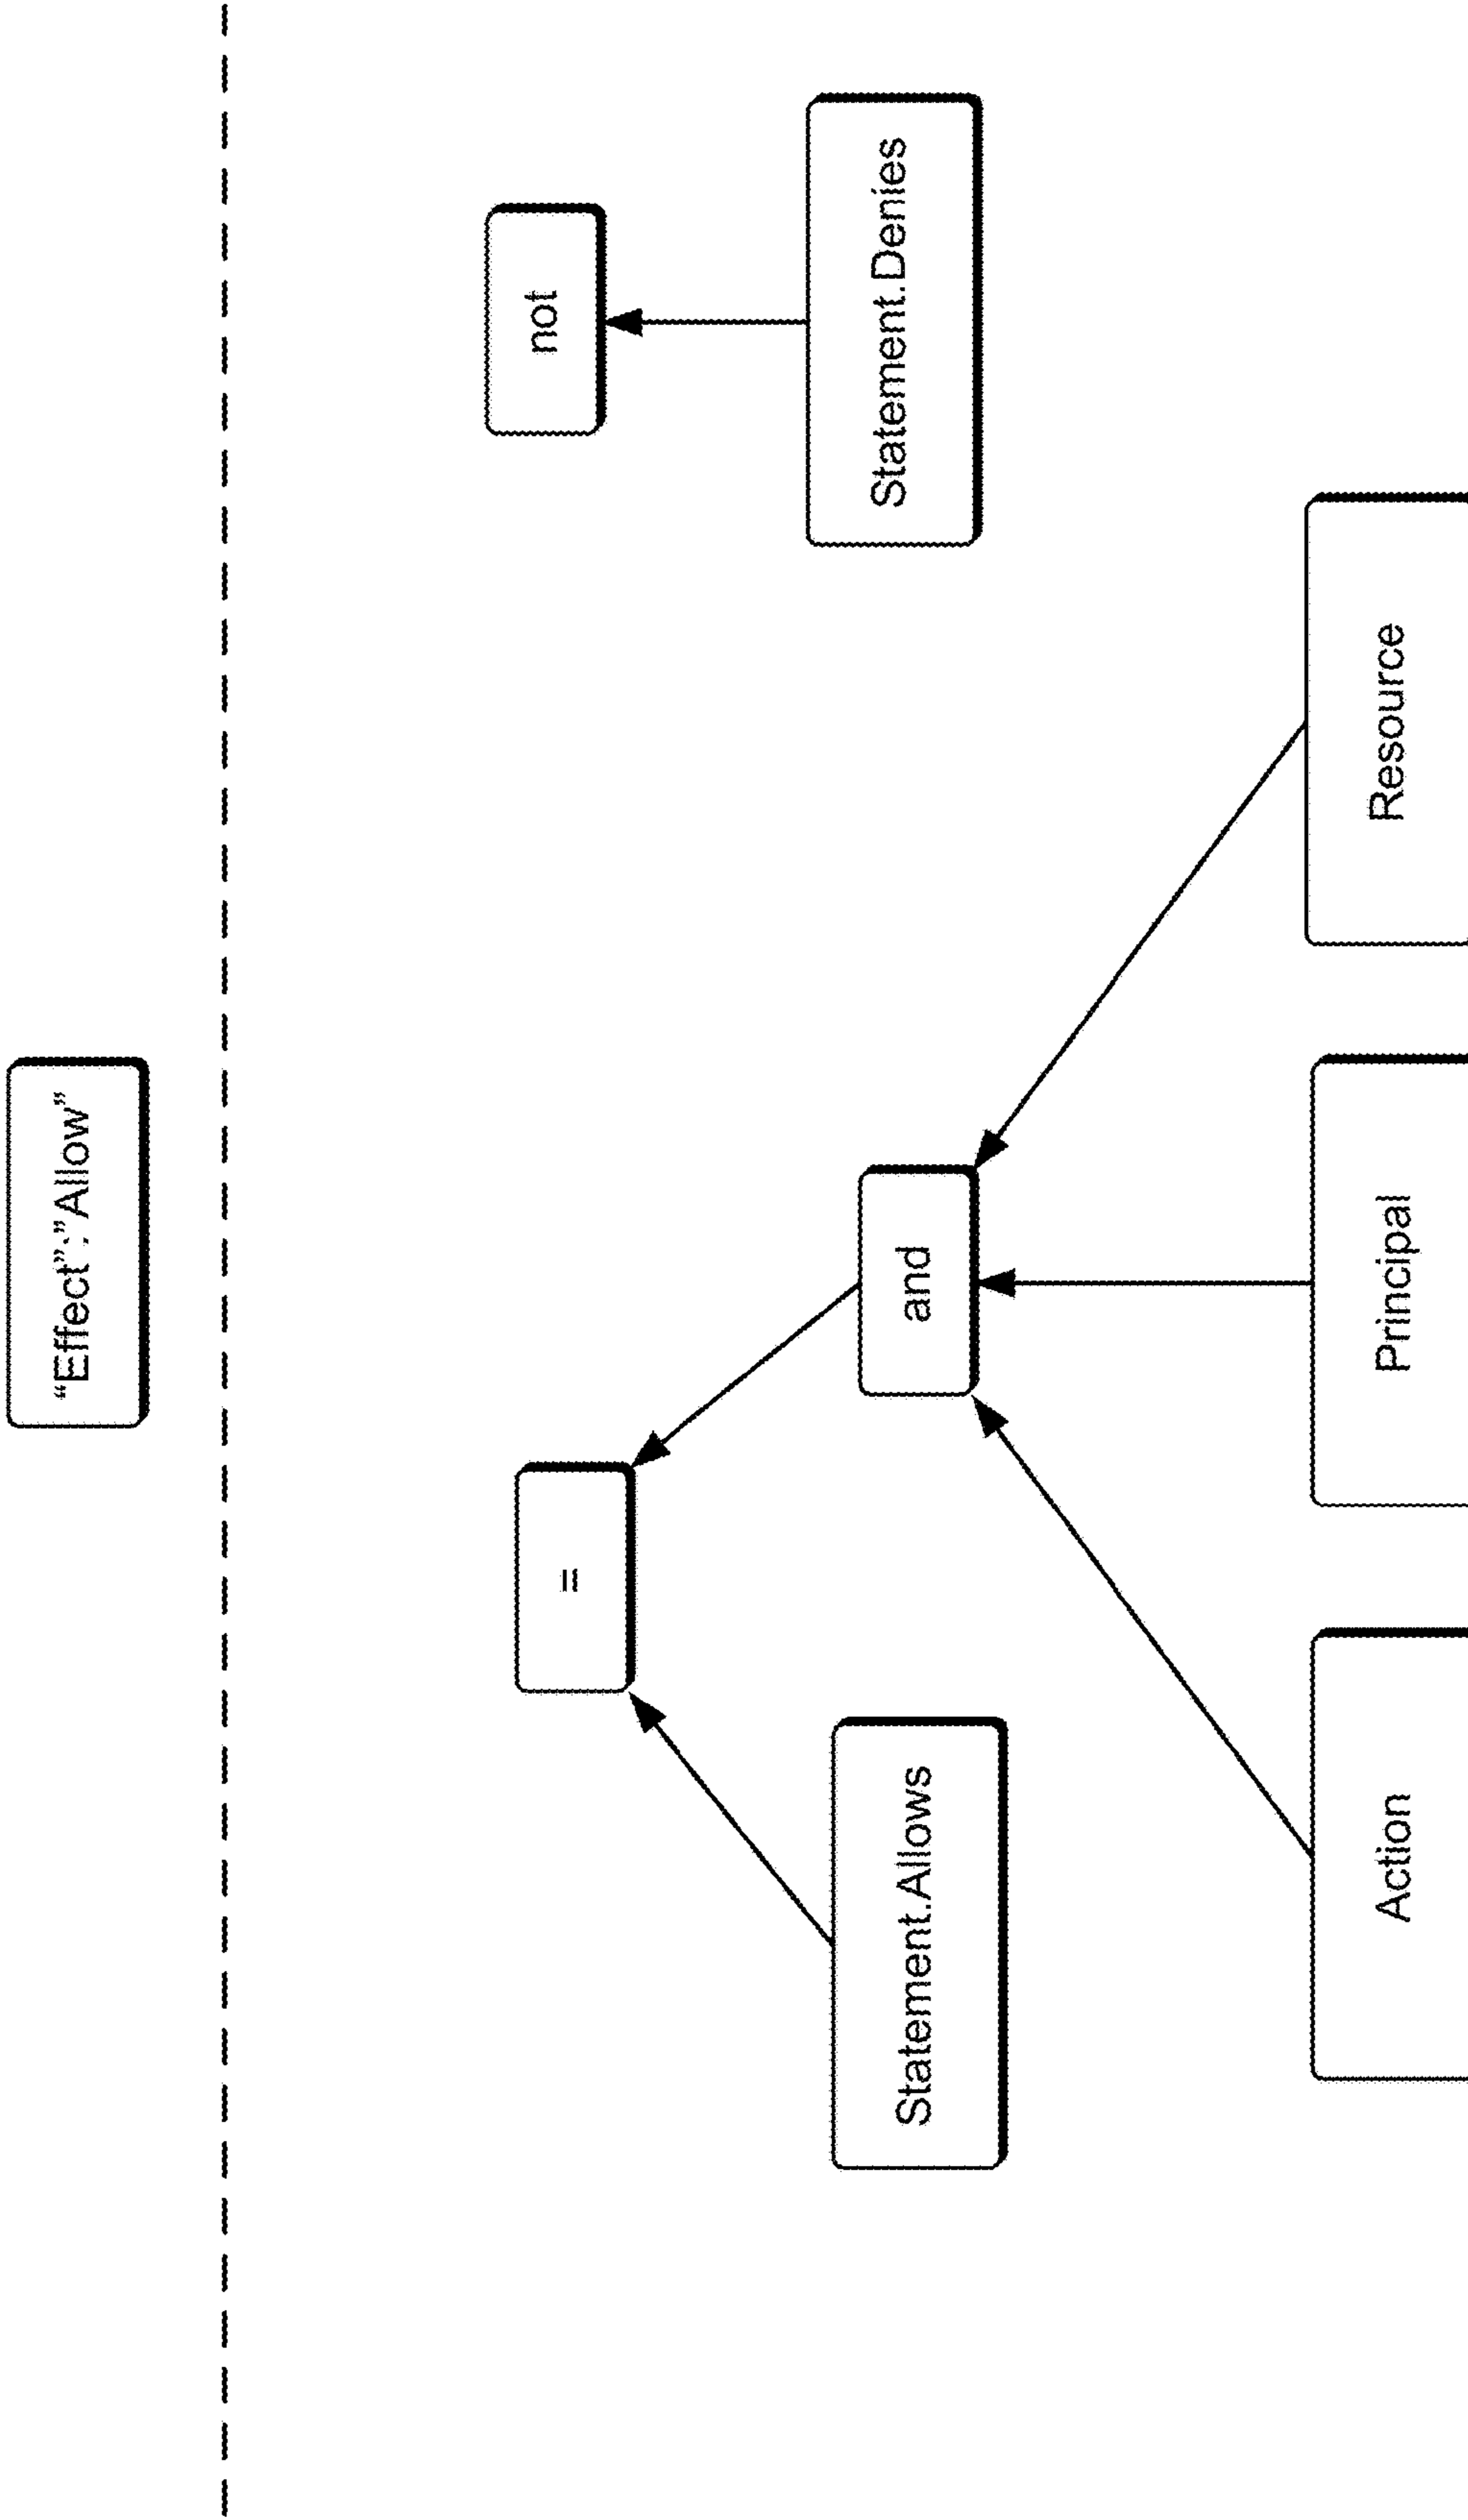 “Effect”:”Allow”
=
not
Statement.Allows
and
Statement.Denies
Action
Principal
Resource